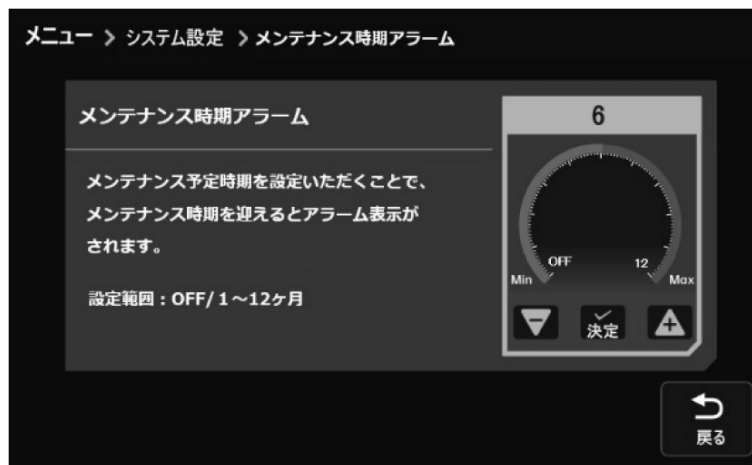 メニュー > システム設定 > メンテナンス時期アラーム
メンテナンス時期アラーム
メンテナンス予定時期を設定いただくことで、
メンテナンス時期を迎えるとアラーム表示が
されます。
設定範囲：OFF/１～12ヶ月
6
OFF 12
Min Max
決定
戻る